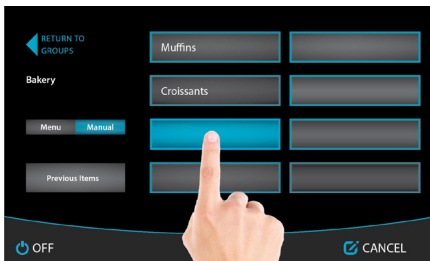 RETURN TO
GROUPS
Muffins
Bakery
Croissants
Menu Manual
Previous Items
OFF
CANCEL